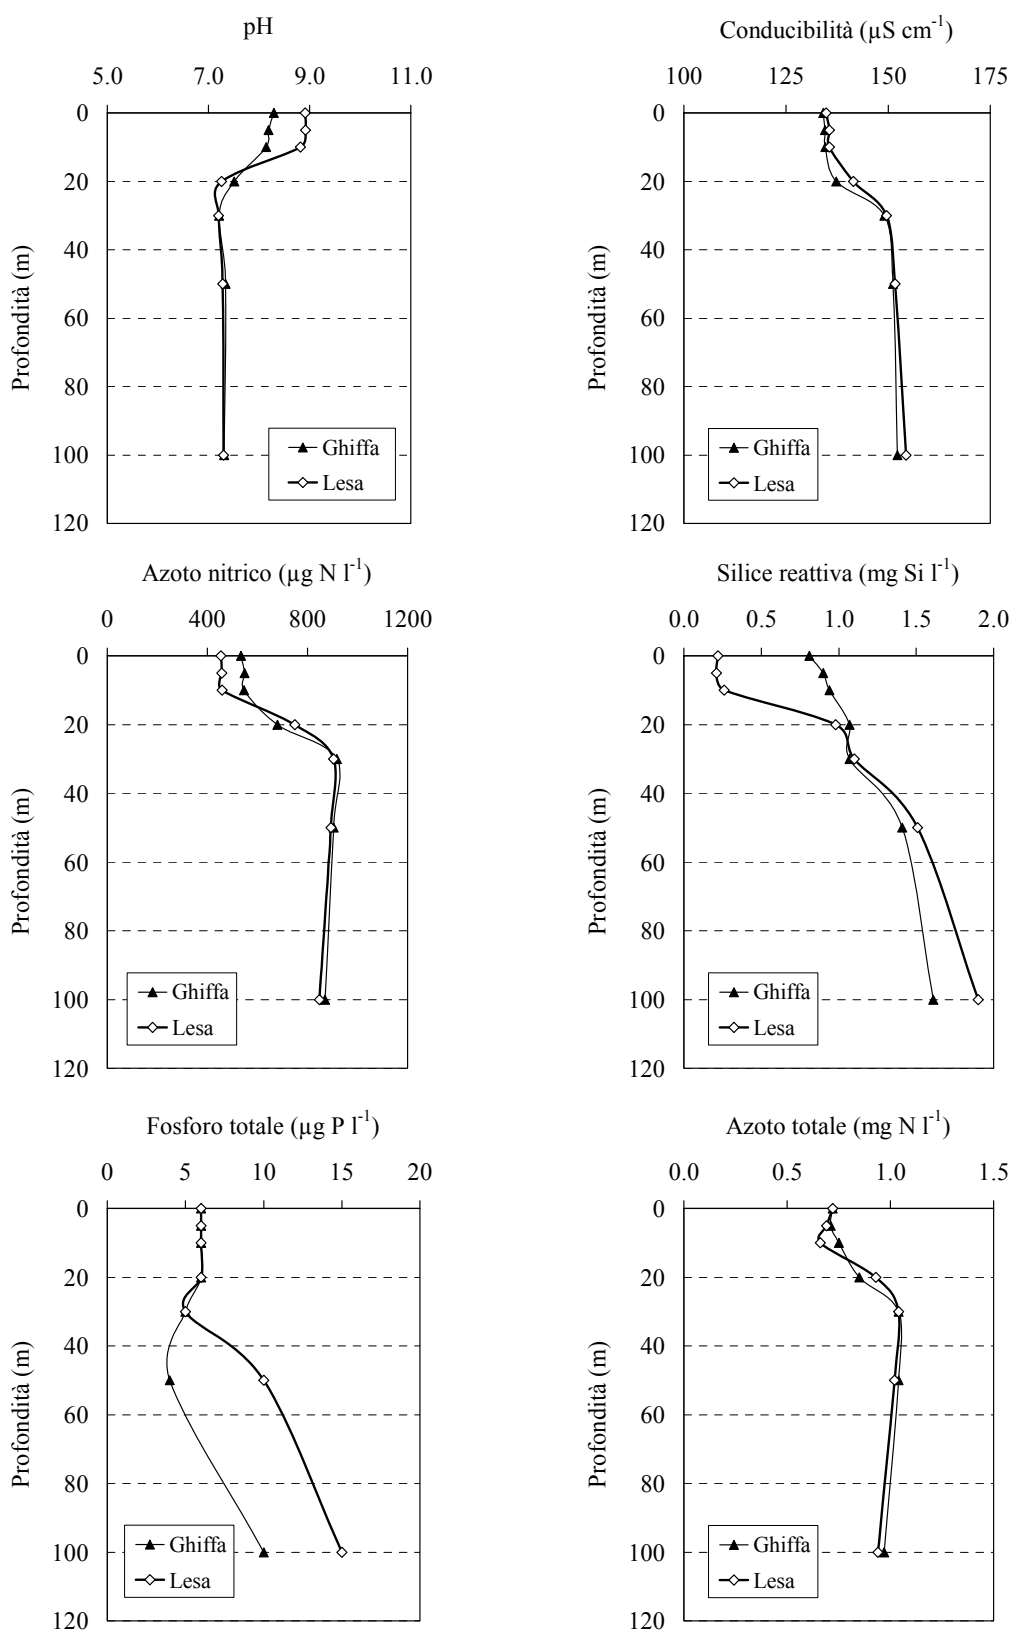 pH
5.0 7.0 9.0 11.0
0
20
40
60
80
100
120
Profondità (m)
Ghiffa
Lesa
Conducibilità (µS cm-1)
100 125 150 175
0
20
40
60
80
100
120
Profondità (m)
Ghiffa
Lesa
Azoto nitrico (µg N l-1)
0 400 800 1200
0
20
40
60
80
100
120
Profondità (m)
Ghiffa
Lesa
Silice reattiva (mg Si l-1)
0.0 0.5 1.0 1.5 2.0
0
20
40
60
80
100
120
Profondità (m)
Ghiffa
Lesa
Fosforo totale (µg P l-1)
0 5 10 15 20
0
20
40
60
80
100
120
Profondità (m)
Ghiffa
Lesa
Azoto totale (mg N l-1)
0.0 0.5 1.0 1.5
0
20
40
60
80
100
120
Profondità (m)
Ghiffa
Lesa